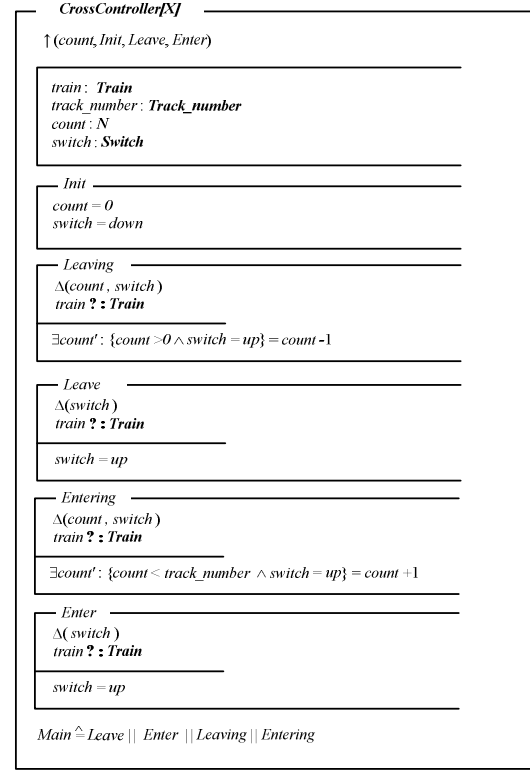 CrossController[X]
↑(count, Init, Leave, Enter)
train: Train
track_number: Track_number
count: N
switch: Switch
Init
count = 0
switch = down
Leaving
Δ(count, switch)
train?: Train
∃count′: {count >0 ∧ switch = up} = count -1
Leave
Δ(switch)
train?: Train
switch = up
Entering
Δ(count, switch)
train?: Train
∃count′: {count < track_number ∧ switch = up} = count +1
Enter
Δ(switch)
train?: Train
switch = up
Main ≙ Leave || Enter || Leaving || Entering